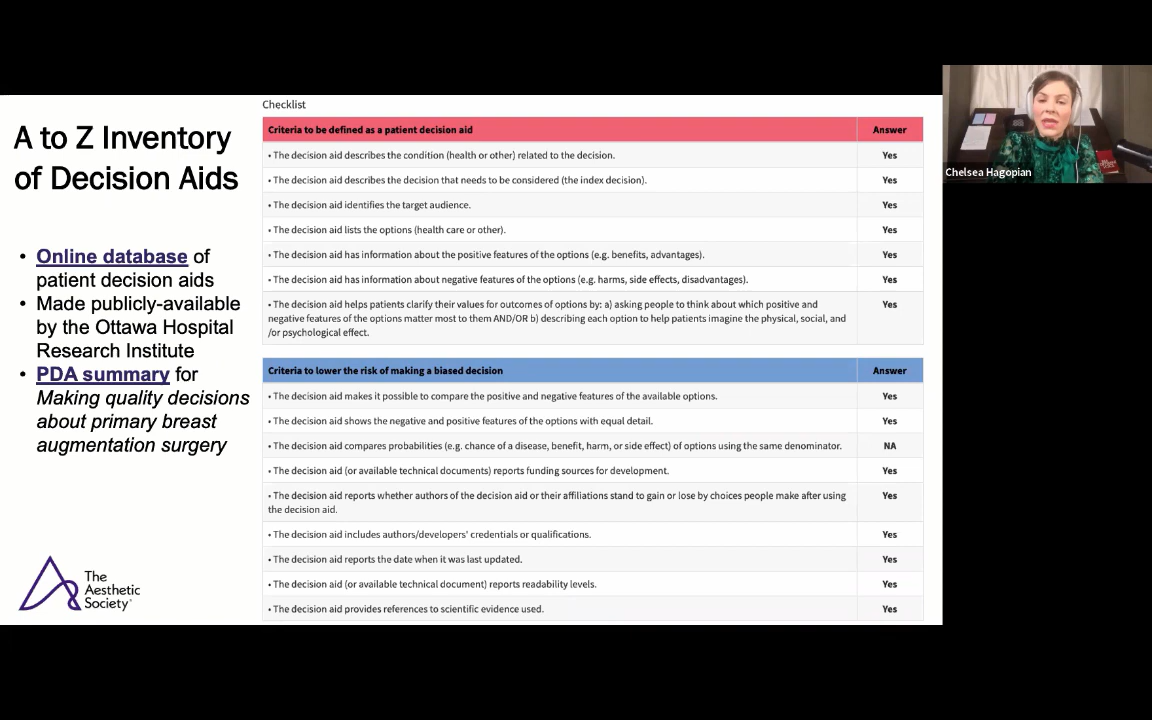 A to Z Inventory
of Decision Aids
• Online database of
patient decision aids
• Made publicly-available
by the Ottawa Hospital
Research Institute
• PDA summary for
Making quality decisions
about primary breast
augmentation surgery
The
Aesthetic
Society
Checklist
Criteria to be defined as a patient decision aid Answer
• The decision aid describes the condition (health or other) related to the decision. Yes
• The decision aid describes the decision that needs to be considered (the index decision). Yes
• The decision aid identifies the target audience. Yes
• The decision aid lists the options (health care or other). Yes
• The decision aid has information about the positive features of the options (e.g. benefits, advantages). Yes
• The decision aid has information about negative features of the options (e.g. harms, side effects, disadvantages). Yes
• The decision aid helps patients clarify their values for outcomes of options by: a) asking people to think about which positive and Yes
negative features of the options matter most to them AND/OR b) describing each option to help patients imagine the physical, social, and
/or psychological effect.
Criteria to lower the risk of making a biased decision Answer
• The decision aid makes it possible to compare the positive and negative features of the available options. Yes
• The decision aid shows the negative and positive features of the options with equal detail. Yes
• The decision aid compares probabilities (e.g. chance of a disease, benefit, harm, or side effect) of options using the same denominator. NA
• The decision aid (or available technical documents) reports funding sources for development. Yes
• The decision aid reports whether authors of the decision aid or their affiliations stand to gain or lose by choices people make after using Yes
the decision aid.
• The decision aid includes authors/developers' credentials or qualifications. Yes
• The decision aid reports the date when it was last updated. Yes
• The decision aid (or available technical document) reports readability levels. Yes
• The decision aid provides references to scientific evidence used. Yes
Chelsea Hagopian